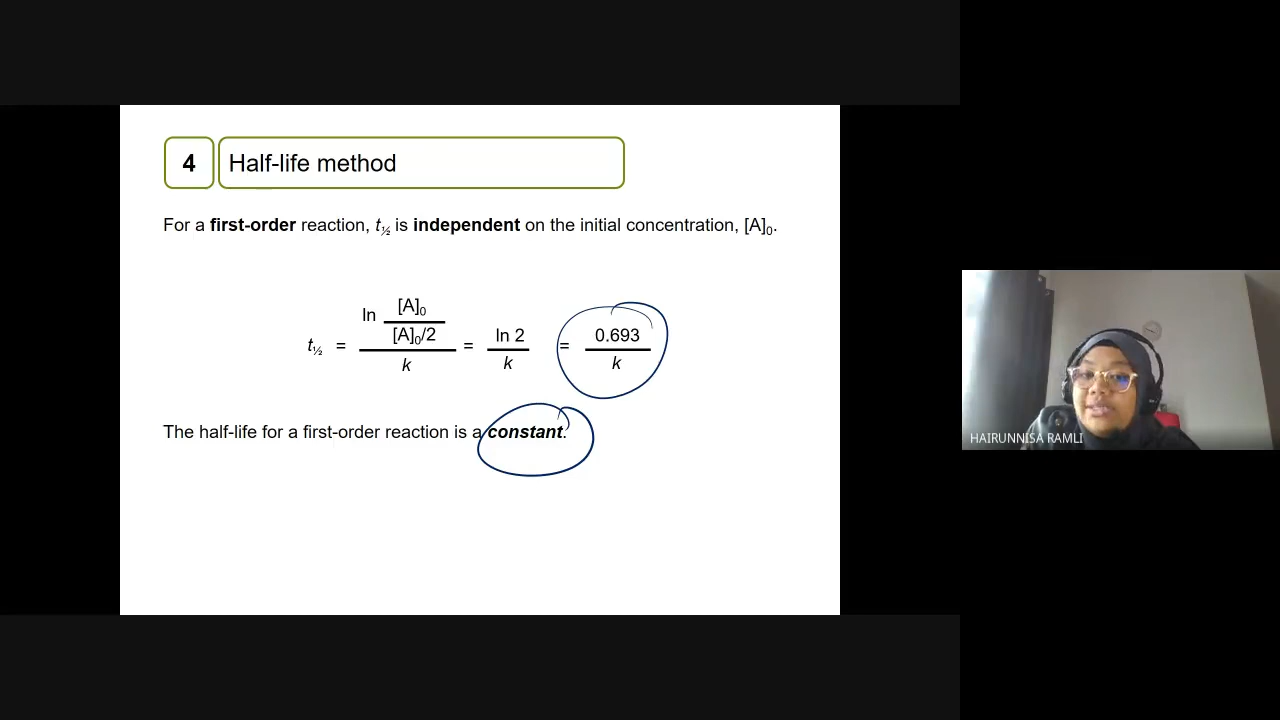 4 Half-life method
For a first-order reaction, t½ is independent on the initial concentration, [A]₀.
t½ = ln [A]₀ / [A]₀/2 / k = ln 2 / k = 0.693 / k
The half-life for a first-order reaction is a constant.
HAIRUNNISA RAMLI